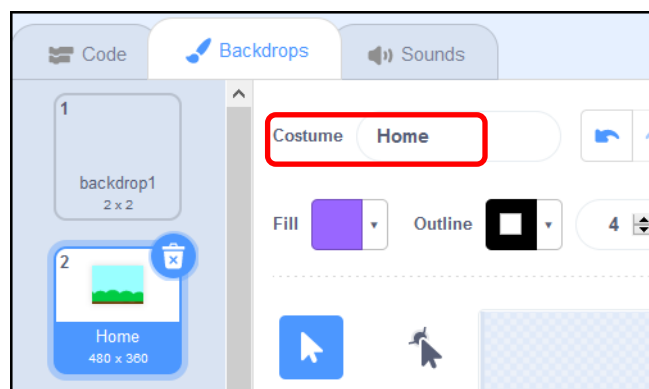 Code
Backdrops
Sounds
1
backdrop1
2 x 2
2
Home
480 x 360
Costume Home
Fill
Outline
4